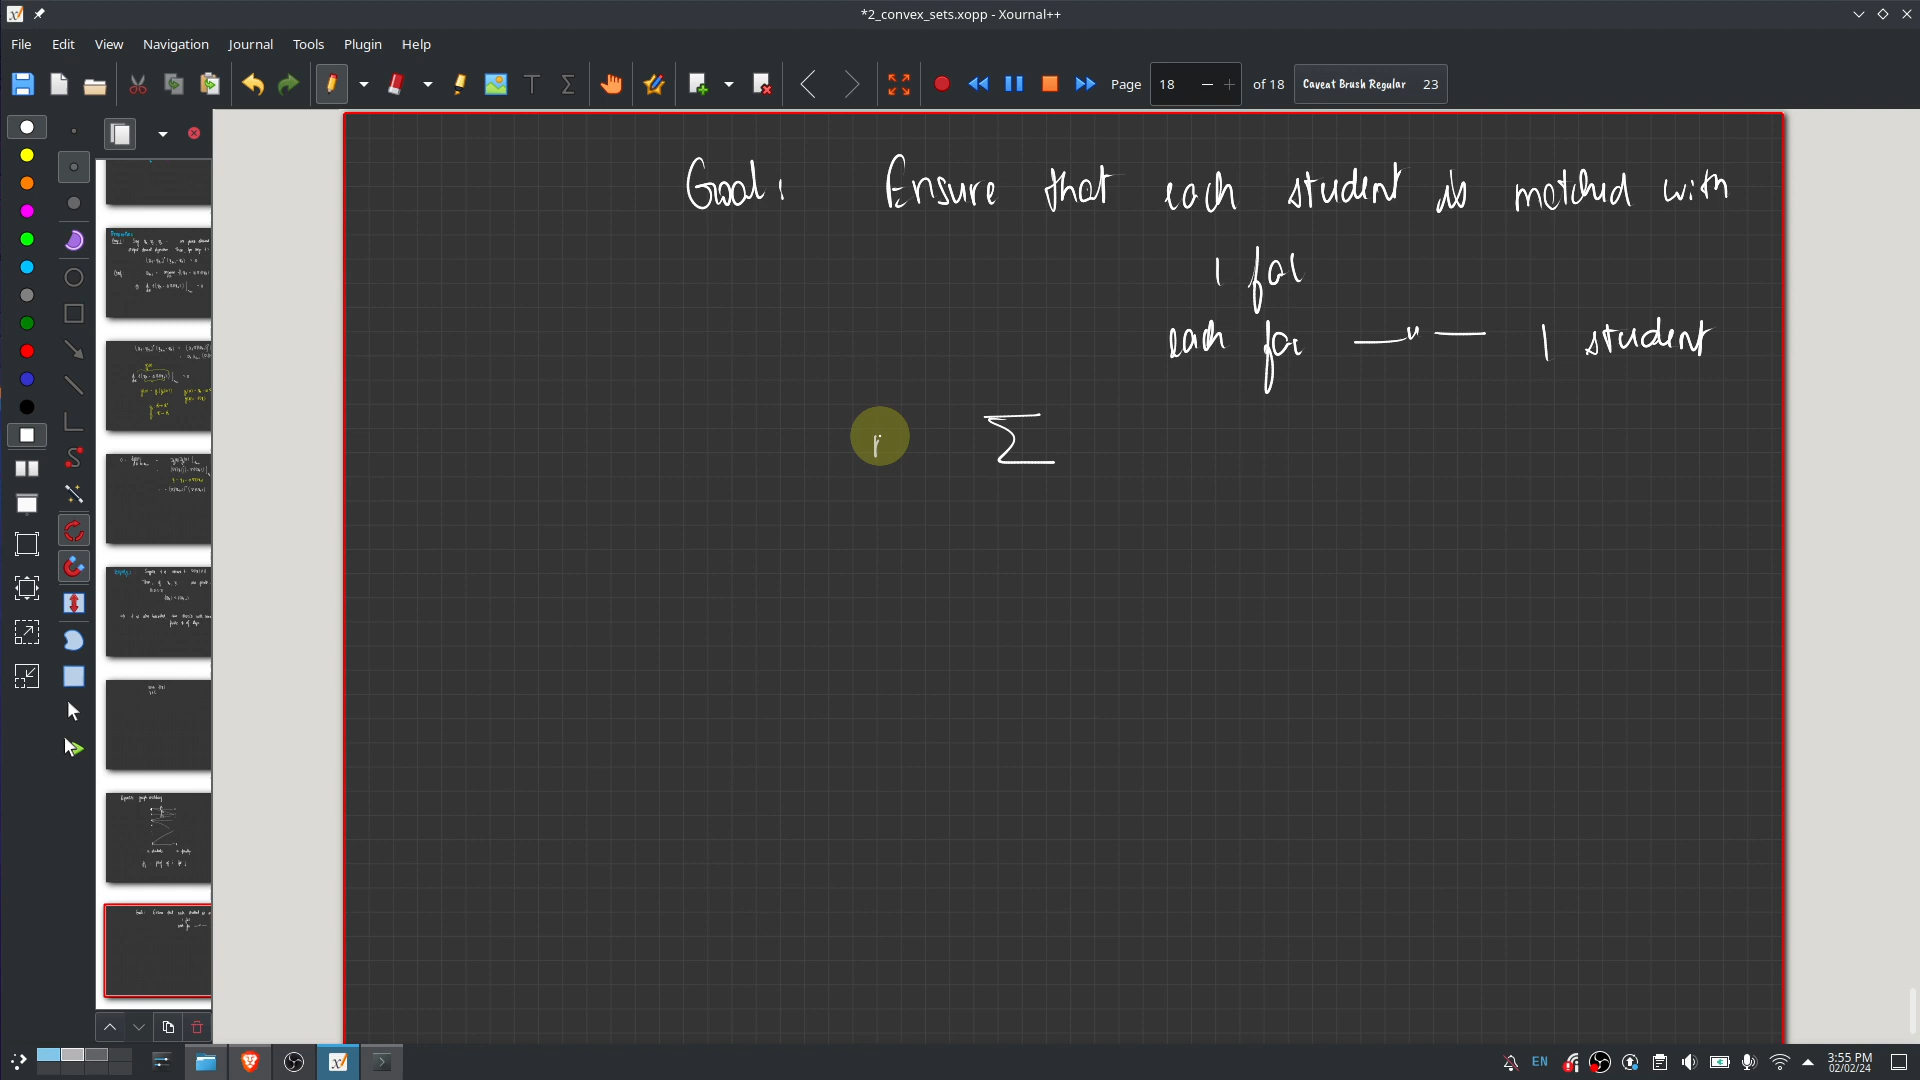 *2_convex_sets.xopp - Xournal++
File Edit View Navigation Journal Tools Plugin Help
Page 18 of 18 Caveat Brush Regular 23
Goal: Ensure that each student is matched with
1 fac
each fac —"— 1 student
Σ
EN
3:55 PM
02/02/24